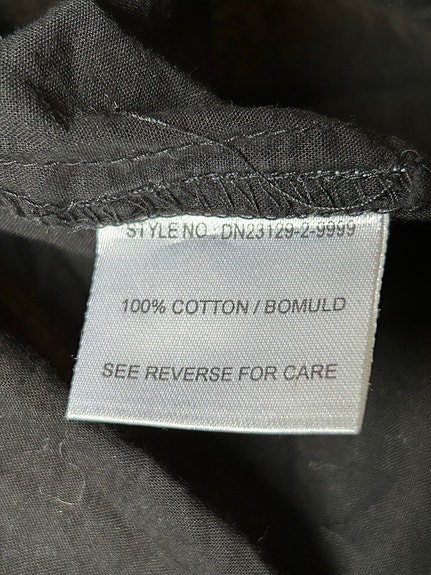 STYLE NO : DN23129-2-9999
100% COTTON / BOMULD
SEE REVERSE FOR CARE